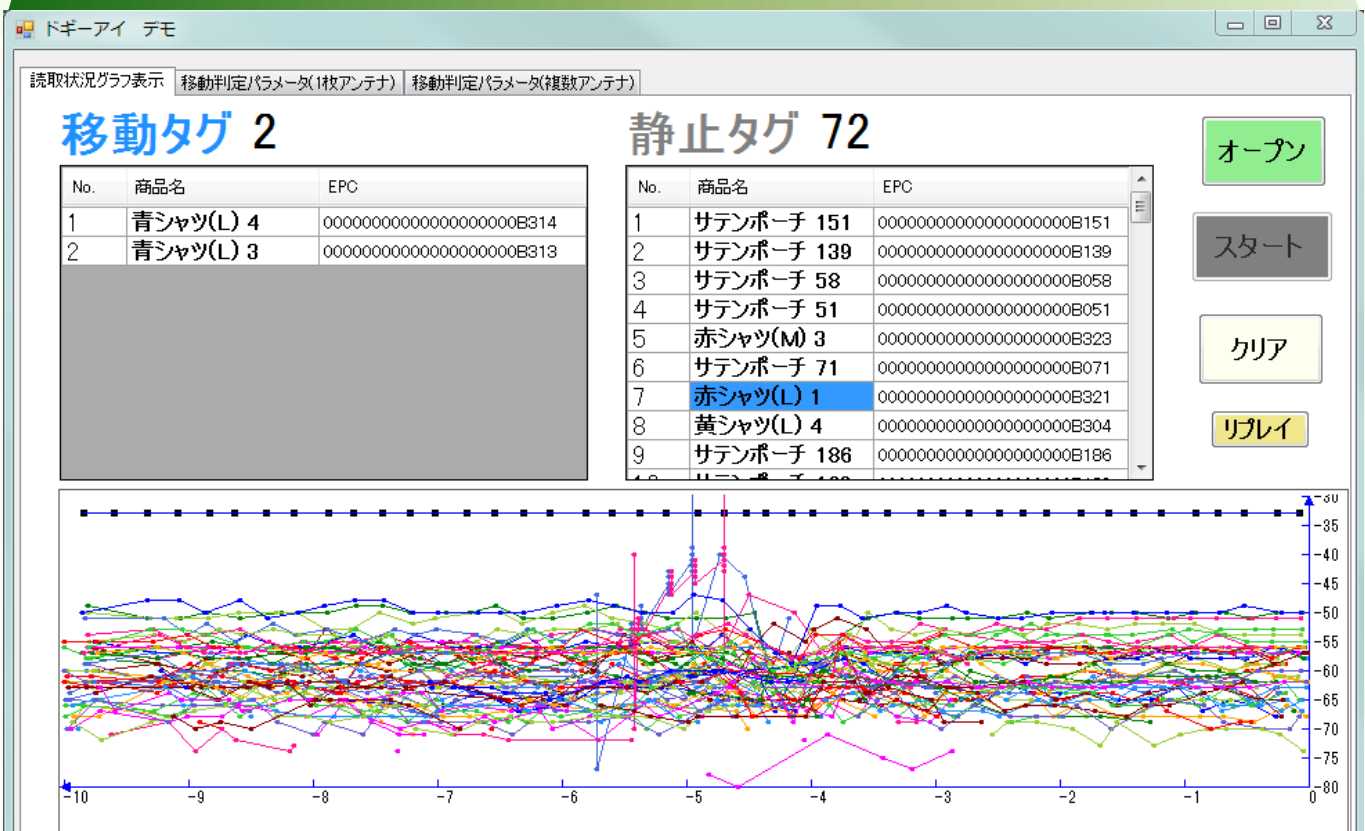 ドギーアイ デモ
読取状況グラフ表示 移動判定パラメータ(1枚アンテナ) 移動判定パラメータ(複数アンテナ)
移動タグ 2
No. 商品名 EPC
1 青シャツ(L) 4 00000000000000000000B314
2 青シャツ(L) 3 00000000000000000000B313
静止タグ 72
No. 商品名 EPC
1 サテンポーチ 151 00000000000000000000B151
2 サテンポーチ 139 00000000000000000000B139
3 サテンポーチ 58 00000000000000000000B058
4 サテンポーチ 51 00000000000000000000B051
5 赤シャツ(M) 3 00000000000000000000B323
6 サテンポーチ 71 00000000000000000000B071
7 赤シャツ(L) 1 00000000000000000000B321
8 黄シャツ(L) 4 00000000000000000000B304
9 サテンポーチ 186 00000000000000000000B186
オープン
スタート
クリア
リプレイ
-30
-35
-40
-45
-50
-55
-60
-65
-70
-75
-80
-10 -9 -8 -7 -6 -5 -4 -3 -2 -1 0